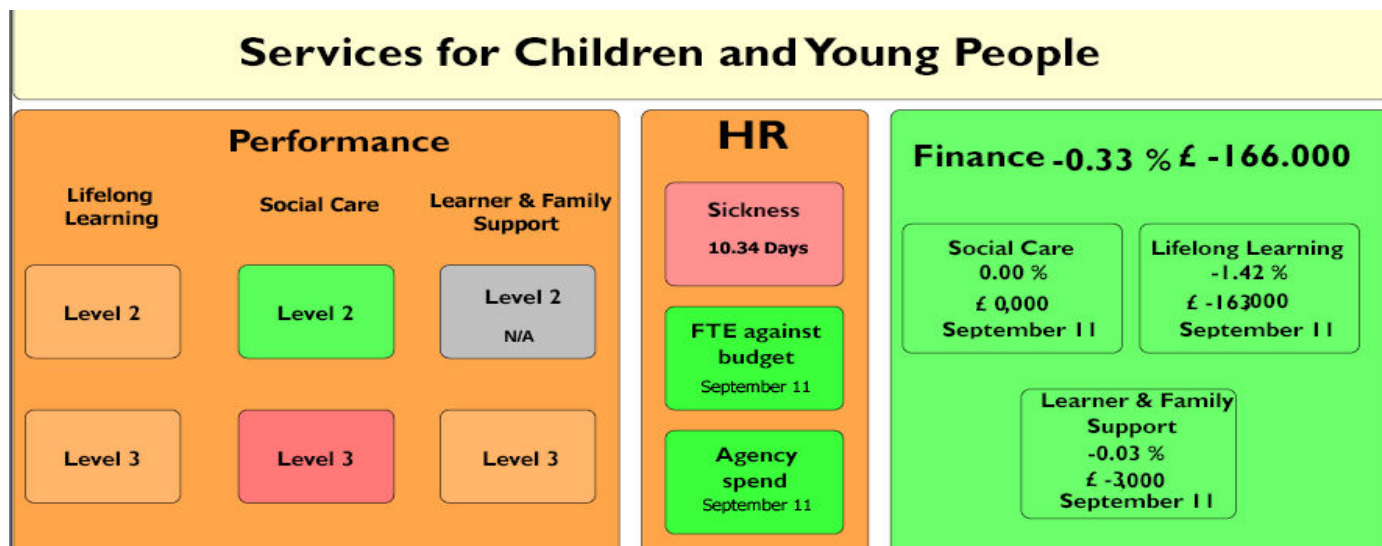 Services for Children and Young People
Performance
Lifelong
Learning
Social Care
Learner & Family
Support
Level 2
Level 2
Level 2
N/A
Level 3
Level 3
Level 3
HR
Sickness
10.34 Days
FTE against
budget
September 11
Agency
spend
September 11
Finance -0.33 % £ -166.000
Social Care
0.00 %
£ 0,000
September 11
Lifelong Learning
-1.42 %
£ -163,000
September 11
Learner & Family
Support
-0.03 %
£ -3,000
September 11